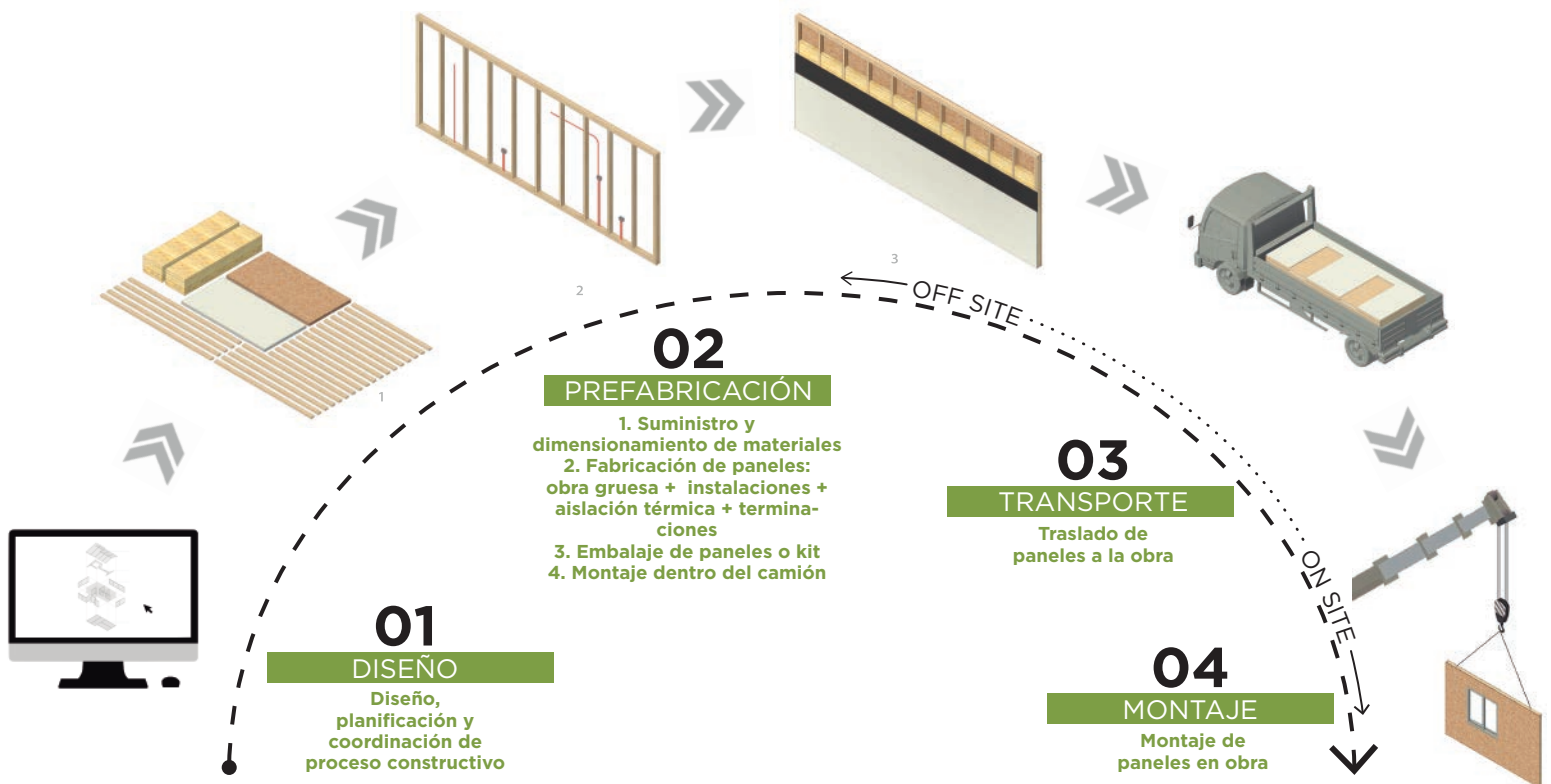 3
OFF SITE
2
02
PREFABRICACIÓN
1. Suministro y
dimensionamiento de materiales
2. Fabricación de paneles:
obra gruesa + instalaciones +
aislación térmica + termina-
ciones
3. Embalaje de paneles o kit
4. Montaje dentro del camión
1
03
TRANSPORTE
Traslado de
paneles a la obra
ON SITE
01
DISEÑO
Diseño,
planificación y
coordinación de
proceso constructivo
04
MONTAJE
Montaje de
paneles en obra